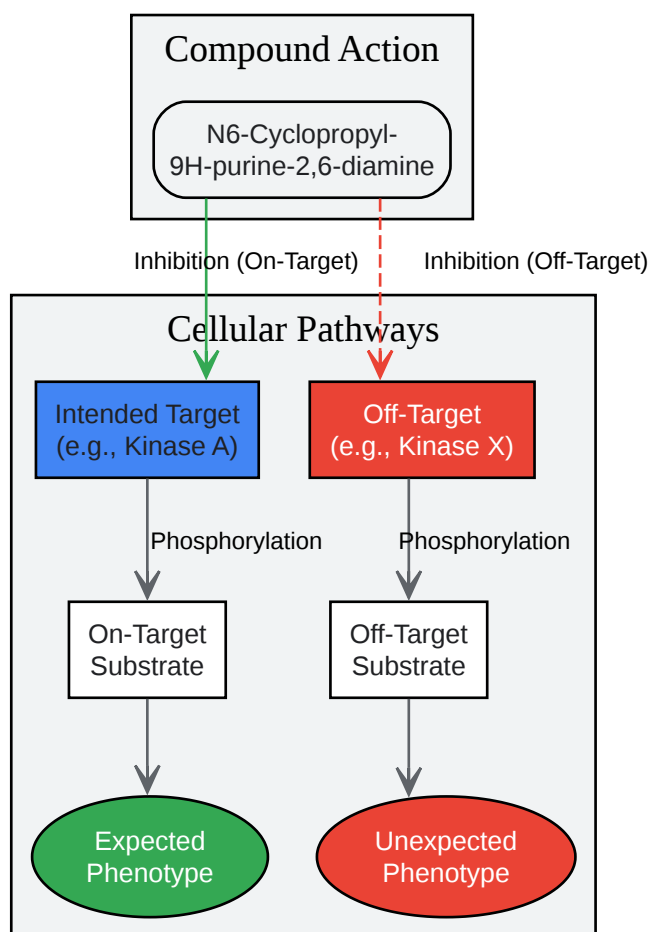 Compound Action
N6-Cyclopropyl-
9H-purine-2,6-diamine
Inhibition (On-Target)
Inhibition (Off-Target)
Cellular Pathways
Intended Target
(e.g., Kinase A)
Off-Target
(e.g., Kinase X)
Phosphorylation
Phosphorylation
On-Target
Substrate
Off-Target
Substrate
Expected
Phenotype
Unexpected
Phenotype